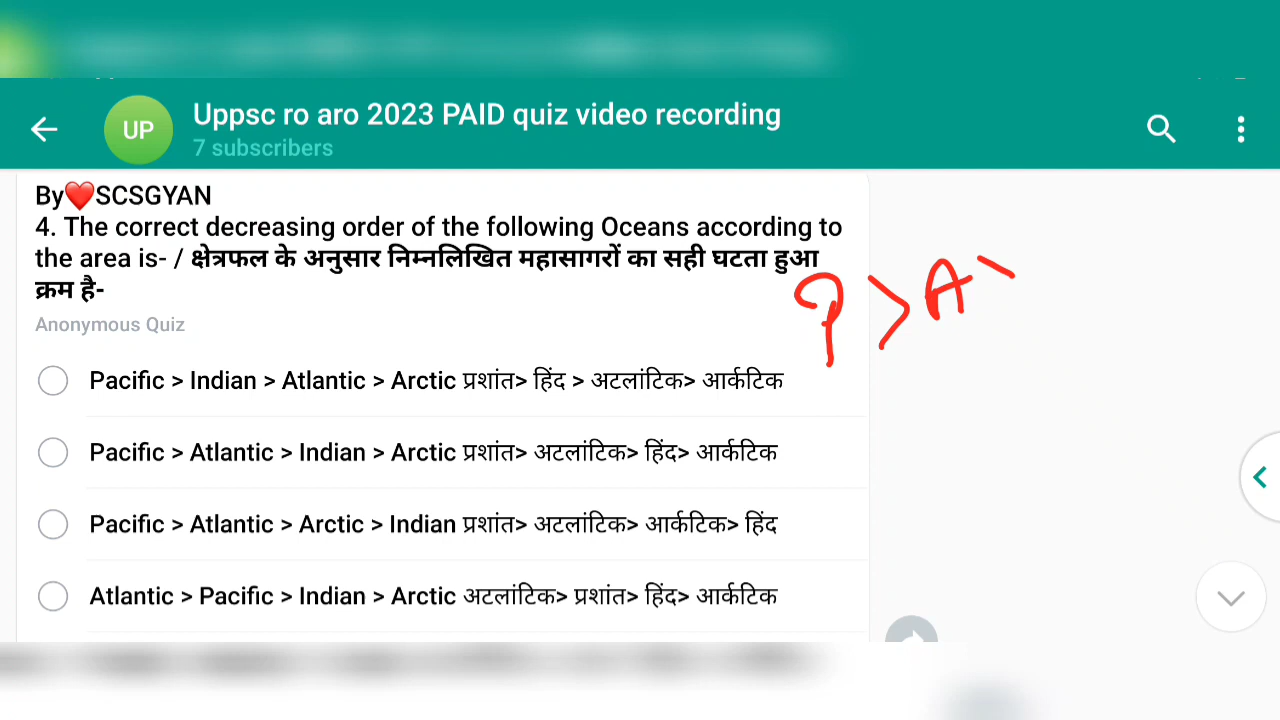 UP
Uppsc ro aro 2023 PAID quiz video recording
7 subscribers
By❤️SCSGYAN
4. The correct decreasing order of the following Oceans according to
the area is- / क्षेत्रफल के अनुसार निम्नलिखित महासागरों का सही घटता हुआ
क्रम है-
P > A >
Anonymous Quiz
Pacific > Indian > Atlantic > Arctic प्रशांत> हिंद > अटलांटिक> आर्कटिक
Pacific > Atlantic > Indian > Arctic प्रशांत> अटलांटिक> हिंद> आर्कटिक
Pacific > Atlantic > Arctic > Indian प्रशांत> अटलांटिक> आर्कटिक> हिंद
Atlantic > Pacific > Indian > Arctic अटलांटिक> प्रशांत> हिंद> आर्कटिक